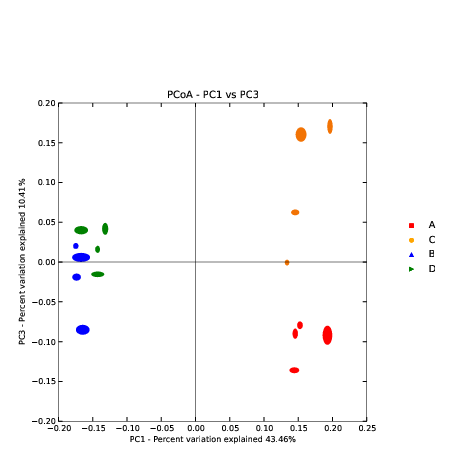 PCoA - PC1 vs PC3
PC3 - Percent variation explained 10.41%
0.20
0.15
0.10
0.05
0.00
−0.05
−0.10
−0.15
−0.20
−0.20 −0.15 −0.10 −0.05 0.00 0.05 0.10 0.15 0.20 0.25
PC1 - Percent variation explained 43.46%
A
C
B
D